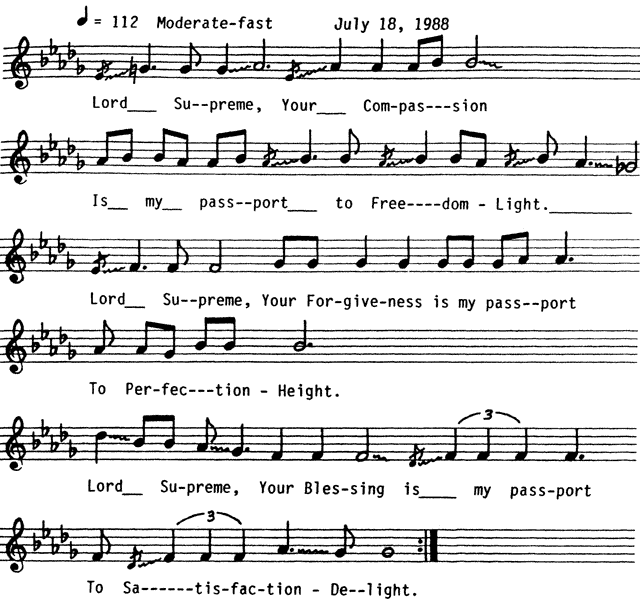 = 112 Moderate-fast July 18, 1988
Lord___ Su--preme, Your___ Com-pas---sion
Is__ my__ pass--port___ to Free----dom - Light.________
Lord__ Su--preme, Your For-give-ness is my pass--port
To Per-fec---tion - Height.
3
Lord__ Su-preme, Your Bles-sing is____ my pass-port
3
To Sa------tis-fac-tion - De--light.